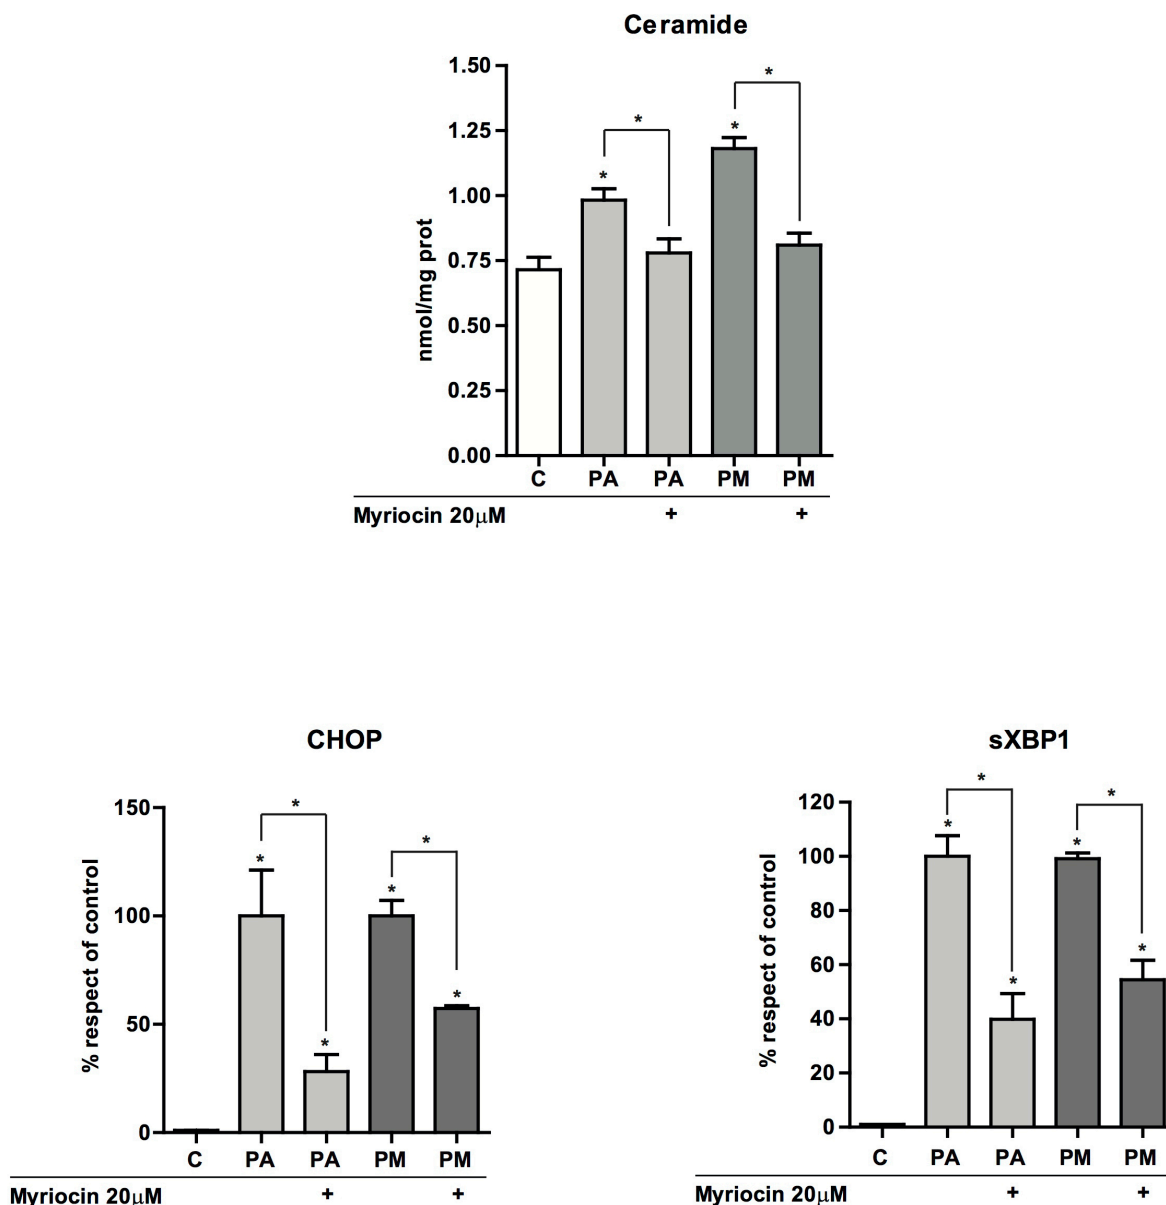 Ceramide
nmol/mg prot
1.50
*
*
1.25
*
*
1.00
0.75
0.50
0.25
0.00
C PA PA PM PM
Myriocin 20μM + +
CHOP
% respect of control
150
*
*
*
*
100
*
50
*
0
C PA PA PM PM
Myriocin 20μM + +
sXBP1
% respect of control
120
*
*
*
*
100
80
60
*
*
40
20
0
C PA PA PM PM
Myriocin 20μM + +